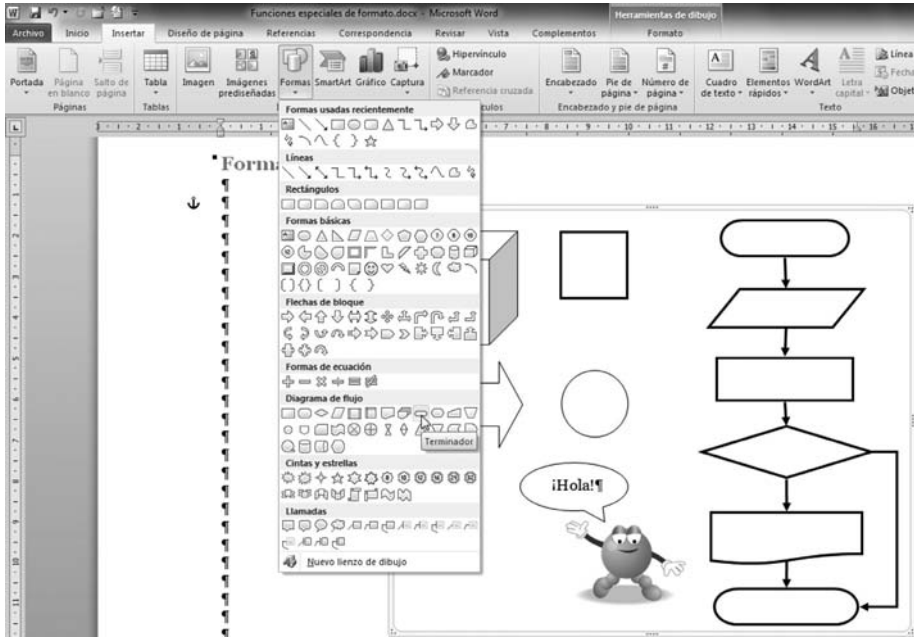 Funciones especiales de formato.docx - Microsoft Word
Herramientas de dibujo
Archivo Inicio Insertar Diseño de página Referencias Correspondencia Revisar Vista Complementos Formato
Portada
Página en blanco
Salto de página
Páginas
Tabla
Tablas
Imagen
Imágenes prediseñadas
Formas
SmartArt
Gráfico
Captura
Hipervínculo
Marcador
Referencia cruzada
Encabezado
Pie de página
Número de página
Encabezado y pie de página
Cuadro de texto
Elementos rápidos
WordArt
Letra capital
Línea
Fecha
Objet
Texto
Formas usadas recientemente
Líneas
Rectángulos
Formas básicas
Flechas de bloque
Formas de ecuación
Diagrama de flujo
Terminador
Cintas y estrellas
Llamadas
Nuevo lienzo de dibujo
Forma
¡Hola!¶